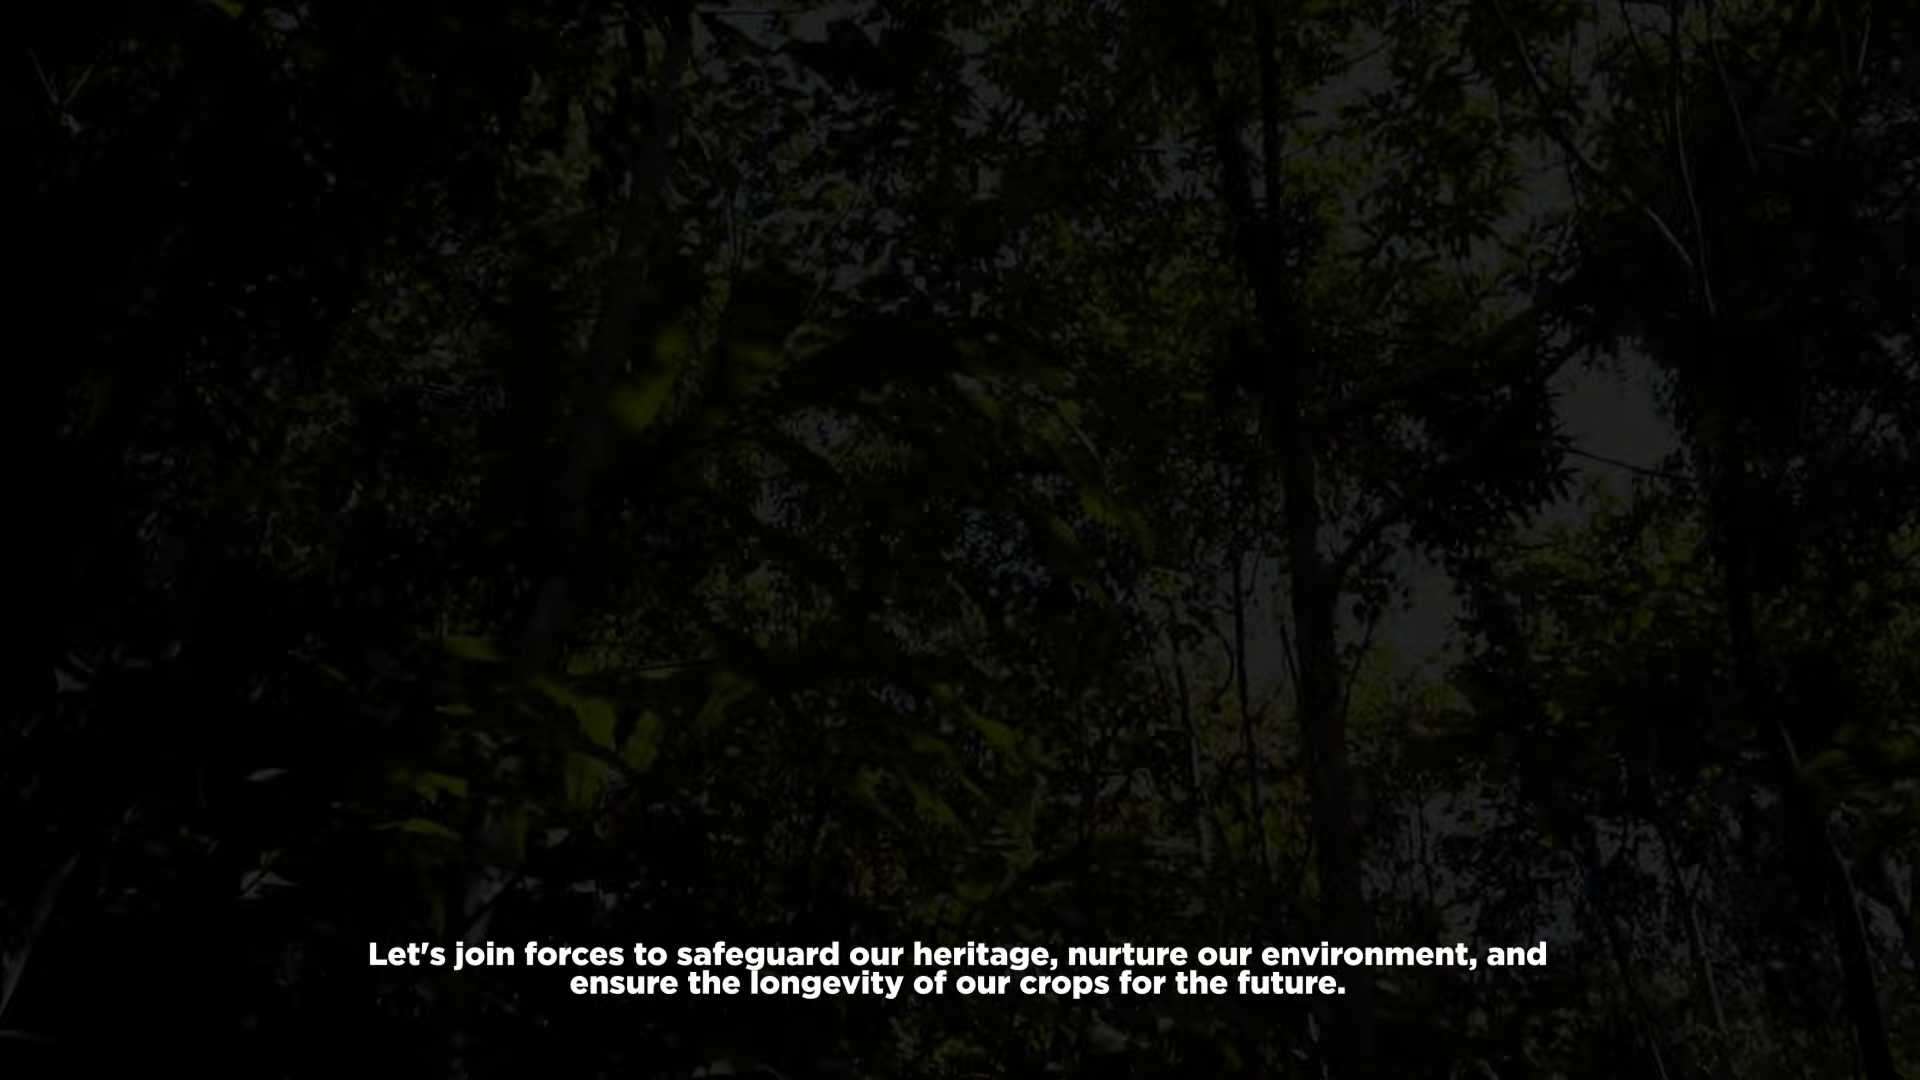 Let's join forces to safeguard our heritage, nurture our environment, and
ensure the longevity of our crops for the future.